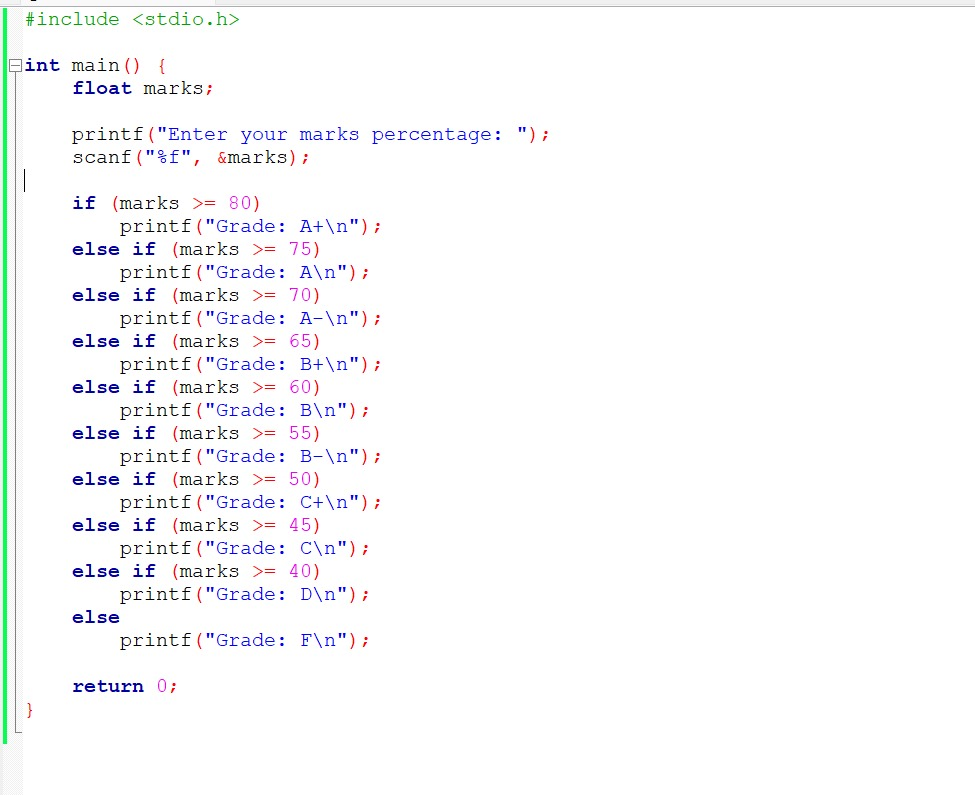 #include <stdio.h>
int main() {
    float marks;
    printf("Enter your marks percentage: ");
    scanf("%f", &marks);
    if (marks >= 80)
        printf("Grade: A+\n");
    else if (marks >= 75)
        printf("Grade: A\n");
    else if (marks >= 70)
        printf("Grade: A-\n");
    else if (marks >= 65)
        printf("Grade: B+\n");
    else if (marks >= 60)
        printf("Grade: B\n");
    else if (marks >= 55)
        printf("Grade: B-\n");
    else if (marks >= 50)
        printf("Grade: C+\n");
    else if (marks >= 45)
        printf("Grade: C\n");
    else if (marks >= 40)
        printf("Grade: D\n");
    else
        printf("Grade: F\n");
    return 0;
}